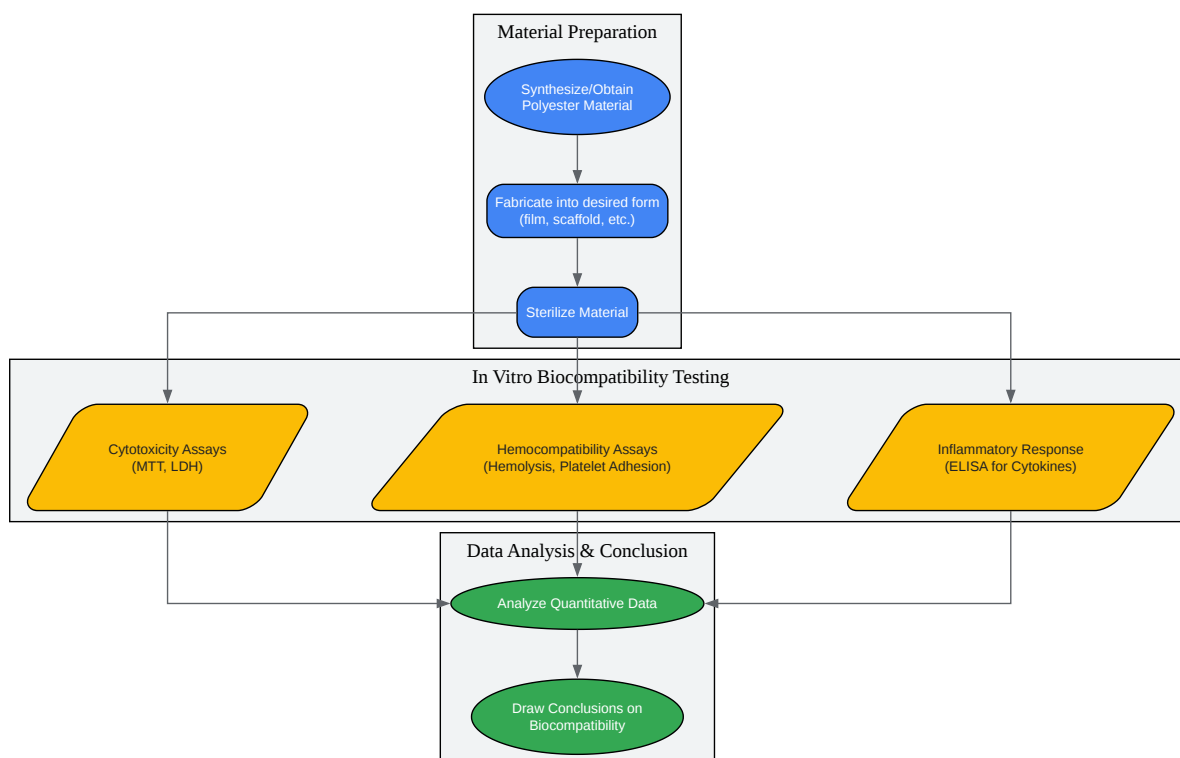 Material Preparation
Synthesize/Obtain
Polyester Material
Fabricate into desired form
(film, scaffold, etc.)
Sterilize Material
In Vitro Biocompatibility Testing
Cytotoxicity Assays
(MTT, LDH)
Hemocompatibility Assays
(Hemolysis, Platelet Adhesion)
Inflammatory Response
(ELISA for Cytokines)
Data Analysis & Conclusion
Analyze Quantitative Data
Draw Conclusions on
Biocompatibility